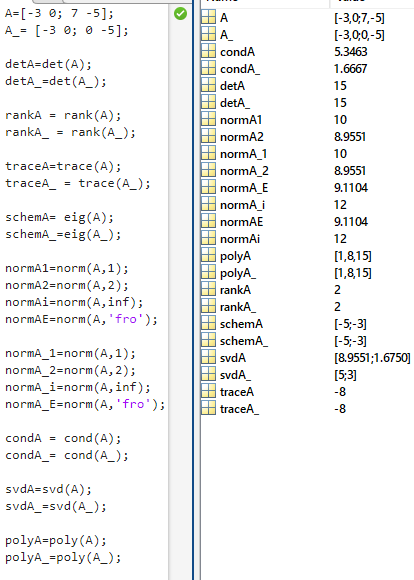 A=[-3 0; 7 -5];
A_= [-3 0; 0 -5];
detA=det(A);
detA_=det(A_);
rankA = rank(A);
rankA_ = rank(A_);
traceA=trace(A);
traceA_ = trace(A_);
schemA= eig(A);
schemA_=eig(A_);
normA1=norm(A,1);
normA2=norm(A,2);
normAi=norm(A,inf);
normAE=norm(A,'fro');
normA_1=norm(A,1);
normA_2=norm(A,2);
normA_i=norm(A,inf);
normA_E=norm(A,'fro');
condA = cond(A);
condA_= cond(A_);
svdA=svd(A);
svdA_=svd(A_);
polyA=poly(A);
polyA_=poly(A_);
A [-3,0;7,-5]
A_ [-3,0;0,-5]
condA 5.3463
condA_ 1.6667
detA 15
detA_ 15
normA1 10
normA2 8.9551
normA_1 10
normA_2 8.9551
normA_E 9.1104
normA_i 12
normAE 9.1104
normAi 12
polyA [1,8,15]
polyA_ [1,8,15]
rankA 2
rankA_ 2
schemA [-5;-3]
schemA_ [-5;-3]
svdA [8.9551;1.6750]
svdA_ [5;3]
traceA -8
traceA_ -8